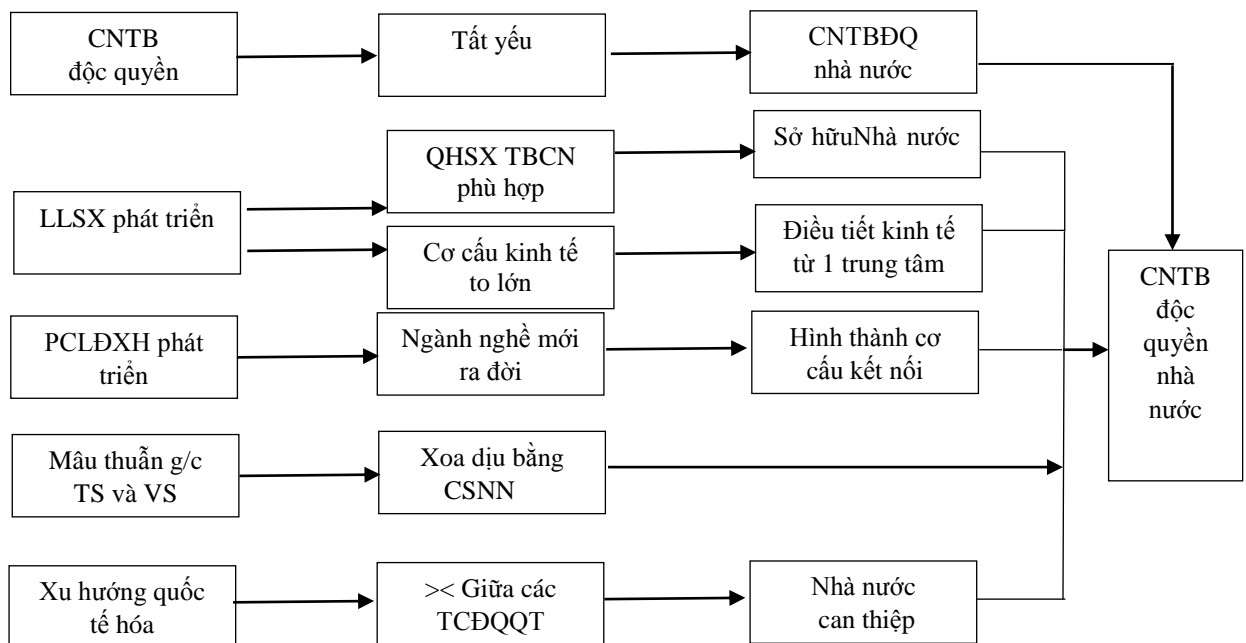 CNTB
độc quyền
Tất yếu
CNTBĐQ
nhà nước
LLSX phát triển
QHSX TBCN
phù hợp
Sở hữuNhà nước
Cơ cấu kinh tế
to lớn
Điều tiết kinh tế
từ 1 trung tâm
PCLĐXH phát
triển
Ngành nghề mới
ra đời
Hình thành cơ
cấu kết nối
Mâu thuẫn g/c
TS và VS
Xoa dịu bằng
CSNN
Xu hướng quốc
tế hóa
>< Giữa các
TCĐQQT
Nhà nước
can thiệp
CNTB
độc
quyền
nhà
nước